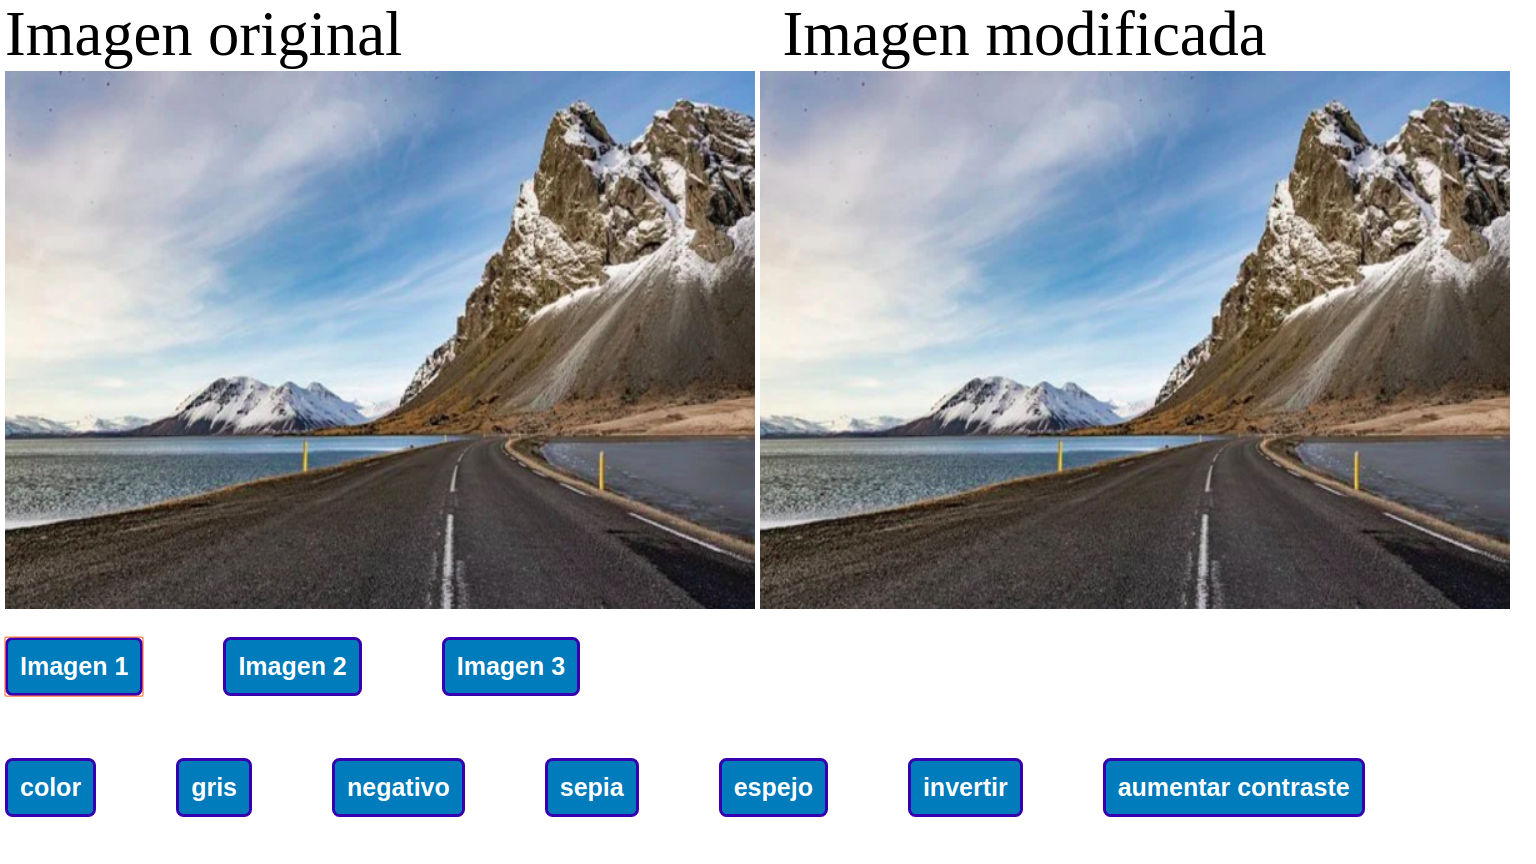 Imagen original Imagen modificada
Imagen 1 Imagen 2 Imagen 3
color gris negativo sepia espejo invertir aumentar contraste